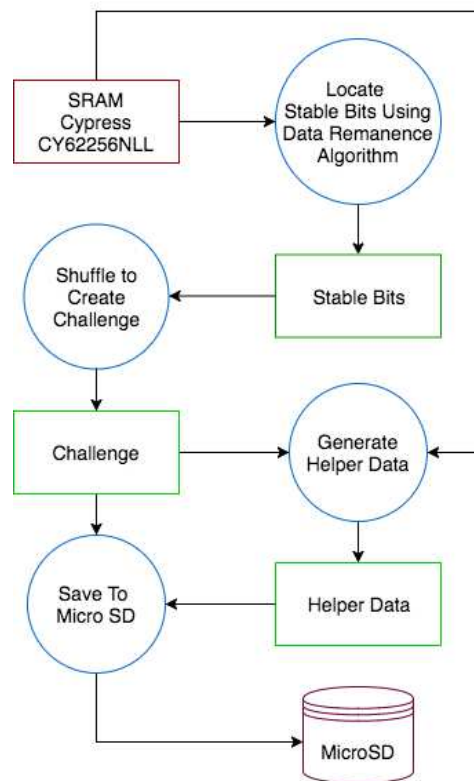 SRAM
Cypress
CY62256NLL
Locate
Stable Bits Using
Data Remanence
Algorithm
Shuffle to
Create
Challenge
Stable Bits
Challenge
Generate
Helper Data
Save To
Micro SD
Helper Data
MicroSD